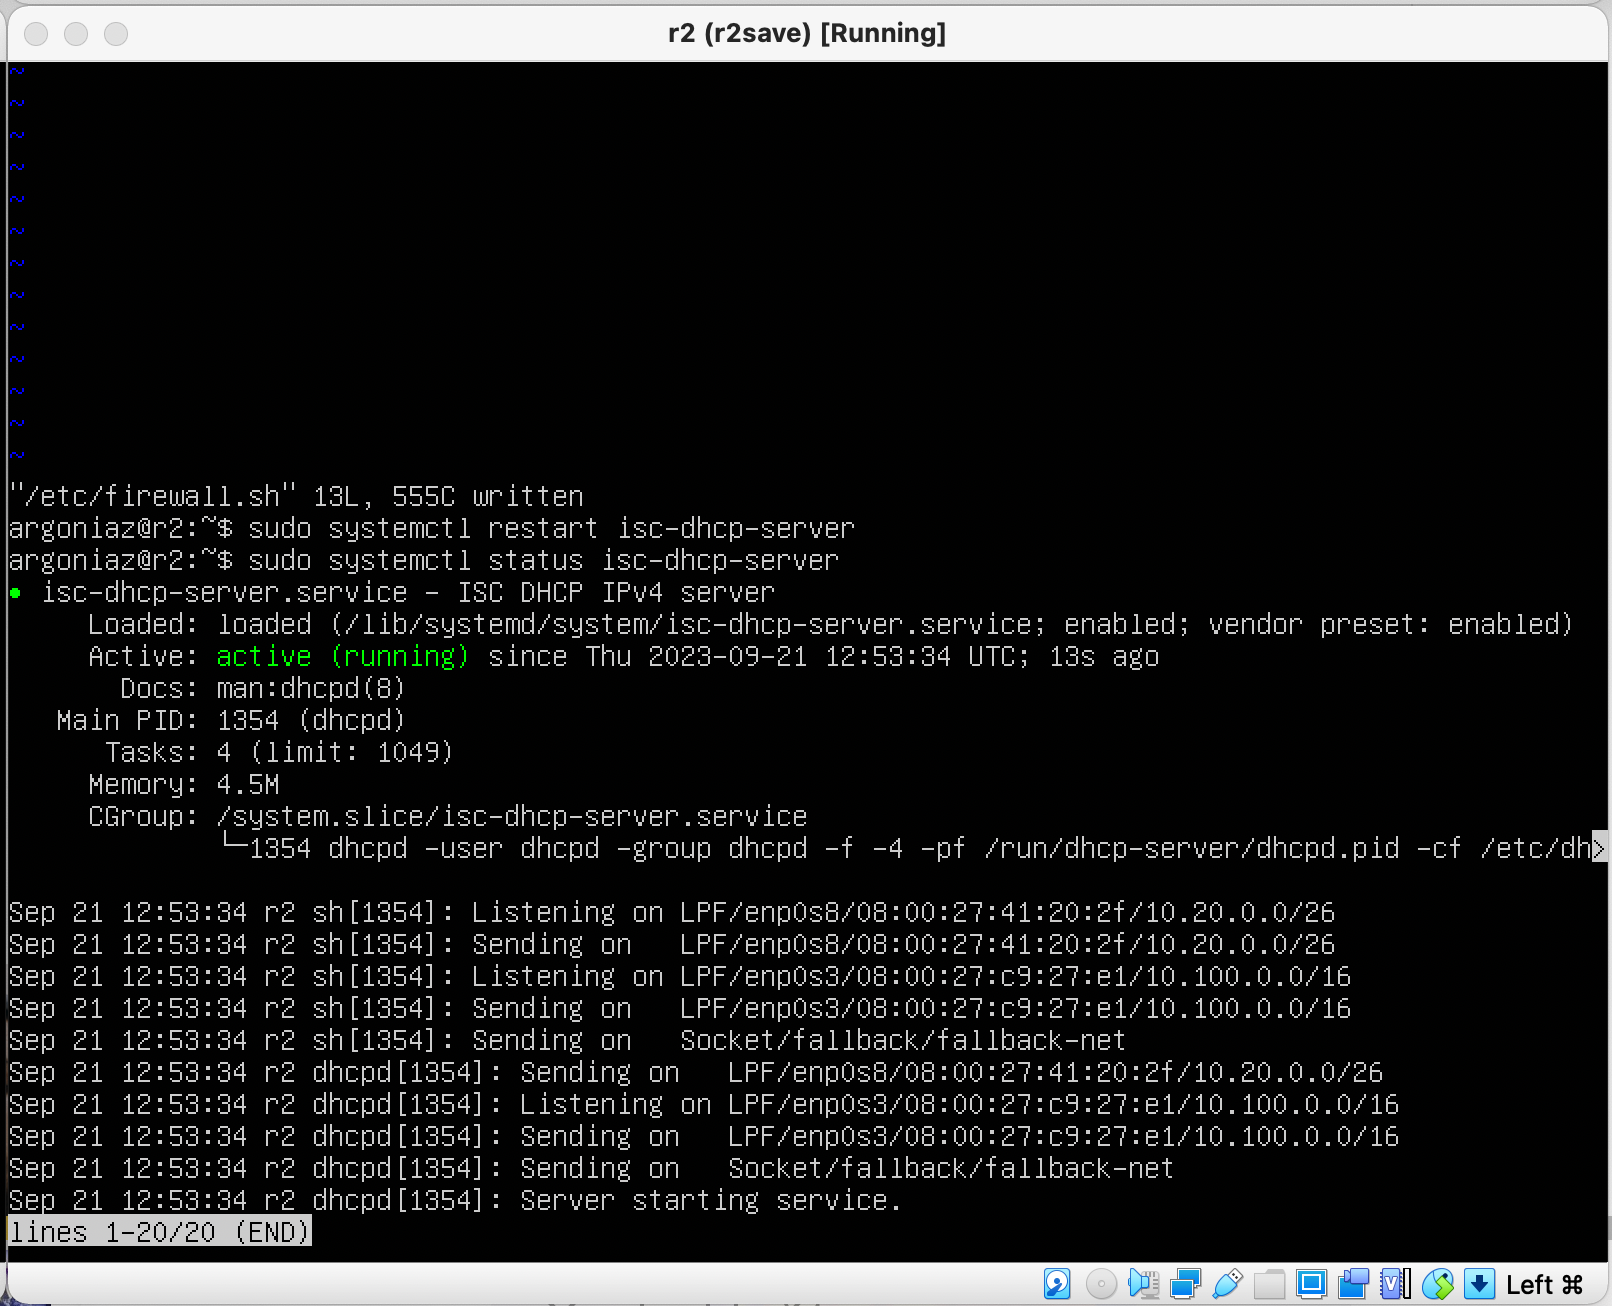 r2 (r2save) [Running]
~
~
~
~
~
~
~
~
~
~
~
~
~
"/etc/firewall.sh" 13L, 555C written
argoniaz@r2:~$ sudo systemctl restart isc-dhcp-server
argoniaz@r2:~$ sudo systemctl status isc-dhcp-server
● isc-dhcp-server.service - ISC DHCP IPv4 server
     Loaded: loaded (/lib/systemd/system/isc-dhcp-server.service; enabled; vendor preset: enabled)
     Active: active (running) since Thu 2023-09-21 12:53:34 UTC; 13s ago
       Docs: man:dhcpd(8)
   Main PID: 1354 (dhcpd)
      Tasks: 4 (limit: 1049)
     Memory: 4.5M
     CGroup: /system.slice/isc-dhcp-server.service
             └─1354 dhcpd -user dhcpd -group dhcpd -f -4 -pf /run/dhcp-server/dhcpd.pid -cf /etc/dh>
Sep 21 12:53:34 r2 sh[1354]: Listening on LPF/enp0s8/08:00:27:41:20:2f/10.20.0.0/26
Sep 21 12:53:34 r2 sh[1354]: Sending on   LPF/enp0s8/08:00:27:41:20:2f/10.20.0.0/26
Sep 21 12:53:34 r2 sh[1354]: Listening on LPF/enp0s3/08:00:27:c9:27:e1/10.100.0.0/16
Sep 21 12:53:34 r2 sh[1354]: Sending on   LPF/enp0s3/08:00:27:c9:27:e1/10.100.0.0/16
Sep 21 12:53:34 r2 sh[1354]: Sending on   Socket/fallback/fallback-net
Sep 21 12:53:34 r2 dhcpd[1354]: Sending on   LPF/enp0s8/08:00:27:41:20:2f/10.20.0.0/26
Sep 21 12:53:34 r2 dhcpd[1354]: Listening on LPF/enp0s3/08:00:27:c9:27:e1/10.100.0.0/16
Sep 21 12:53:34 r2 dhcpd[1354]: Sending on   LPF/enp0s3/08:00:27:c9:27:e1/10.100.0.0/16
Sep 21 12:53:34 r2 dhcpd[1354]: Sending on   Socket/fallback/fallback-net
Sep 21 12:53:34 r2 dhcpd[1354]: Server starting service.
lines 1-20/20 (END)
Left ⌘